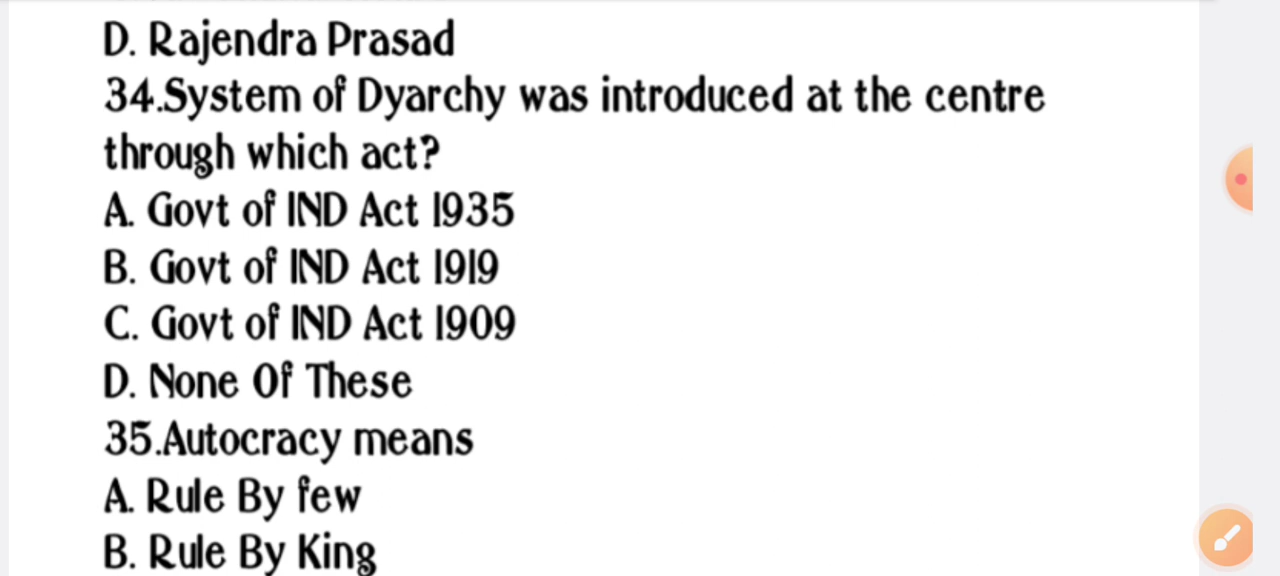 D. Rajendra Prasad
34.System of Dyarchy was introduced at the centre
through which act?
A. Govt of IND Act 1935
B. Govt of IND Act 1919
C. Govt of IND Act 1909
D. None Of These
35.Autocracy means
A. Rule By few
B. Rule By King